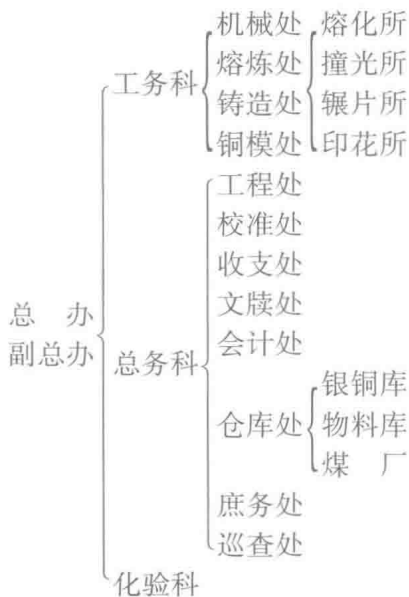 机械处 熔化所
熔炼处 撞光所
工务科
铸造处 辗片所
铜模处 印花所
工程处
校准处
收支处
文牍处
总 办
会计处
副总办
总务科
银铜库
仓库处 物料库
煤 厂
庶务处
巡查处
化验科